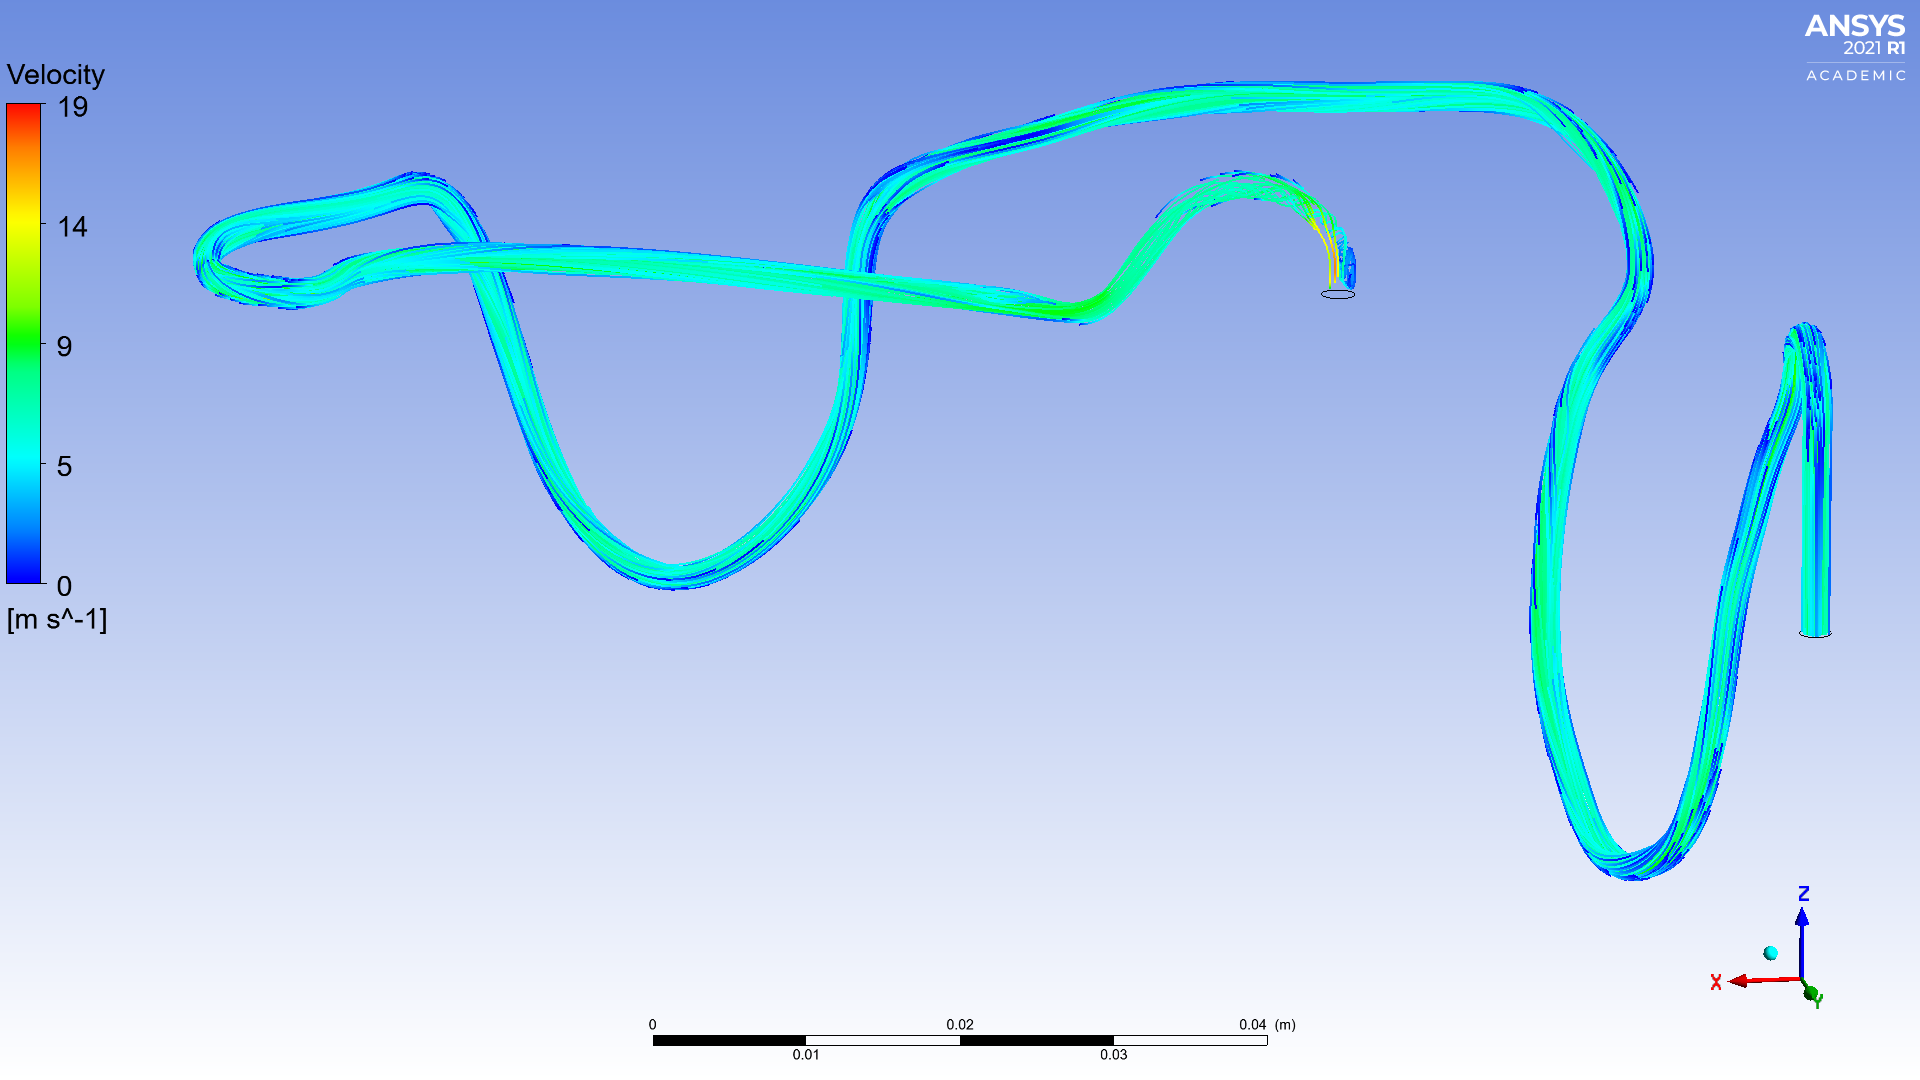 ANSYS
2021 R1
ACADEMIC
Velocity
19
14
9
5
0
[m s^-1]
Z
X
Y
0 0.02 0.04 (m)
0.01 0.03